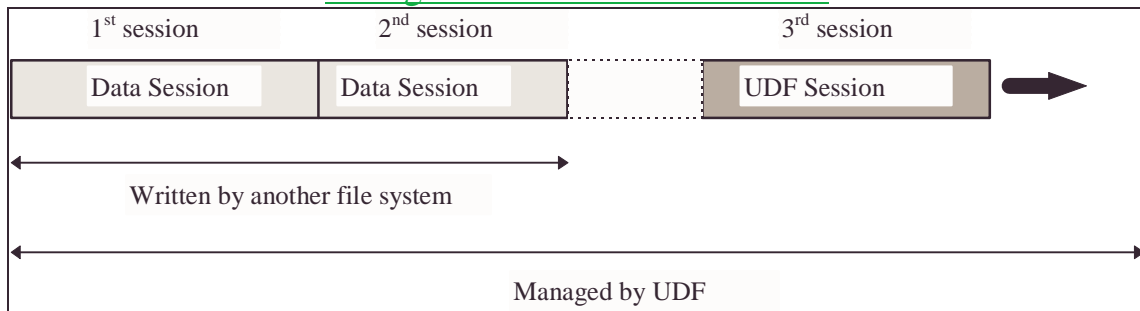 1st session 2nd session 3rd session
Data Session Data Session UDF Session
Written by another file system
Managed by UDF